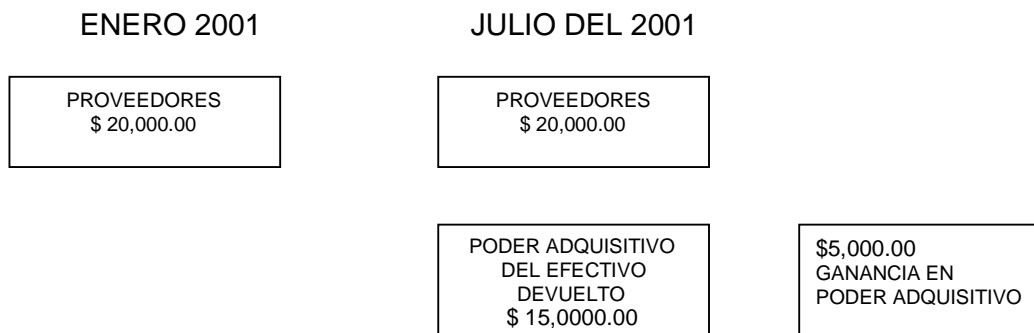 ENERO 2001
JULIO DEL 2001
PROVEEDORES
$ 20,000.00
PROVEEDORES
$ 20,000.00
PODER ADQUISITIVO
DEL EFECTIVO
DEVUELTO
$ 15,0000.00
$5,000.00
GANANCIA EN
PODER ADQUISITIVO